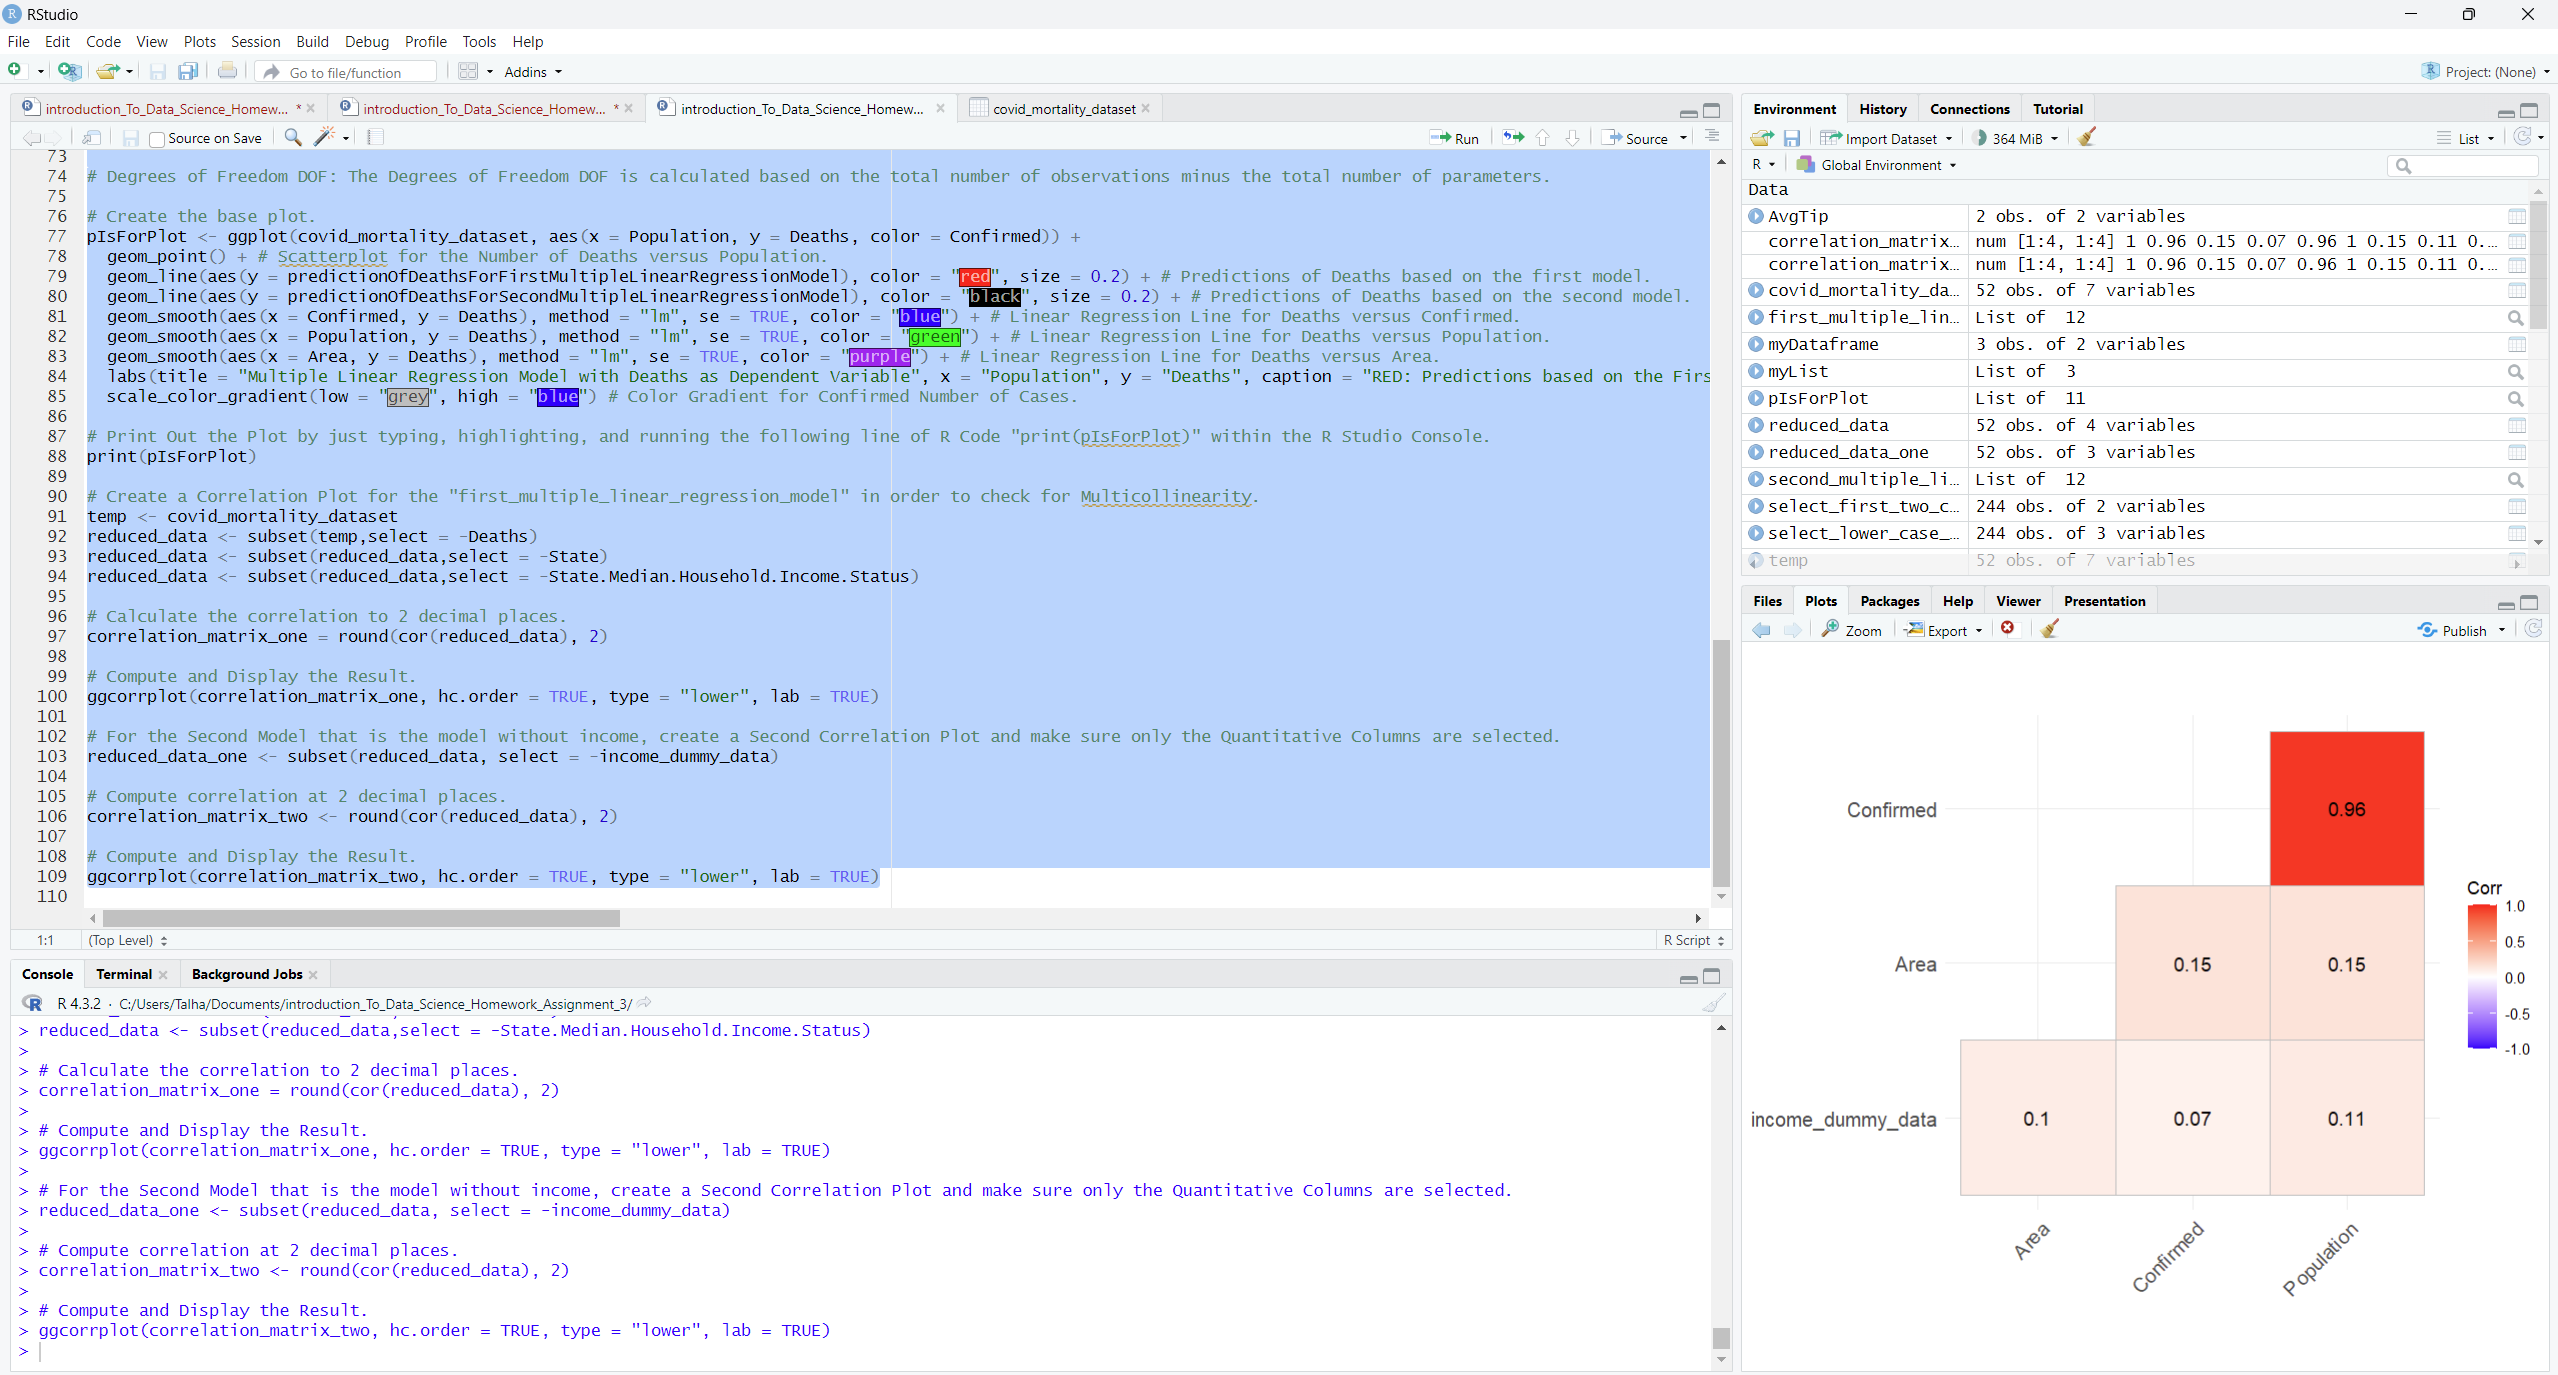 RStudio
File Edit Code View Plots Session Build Debug Profile Tools Help
Go to file/function Addins Project: (None)
introduction_To_Data_Science_Homew... * introduction_To_Data_Science_Homew... * introduction_To_Data_Science_Homew... covid_mortality_dataset
Source on Save Run Source
73
74 # Degrees of Freedom DOF: The Degrees of Freedom DOF is calculated based on the total number of observations minus the total number of parameters.
75
76 # Create the base plot.
77 pIsForPlot <- ggplot(covid_mortality_dataset, aes(x = Population, y = Deaths, color = Confirmed)) +
78 geom_point() + # Scatterplot for the Number of Deaths versus Population.
79 geom_line(aes(y = predictionOfDeathsForFirstMultipleLinearRegressionModel), color = "red", size = 0.2) + # Predictions of Deaths based on the first model.
80 geom_line(aes(y = predictionOfDeathsForSecondMultipleLinearRegressionModel), color = "black", size = 0.2) + # Predictions of Deaths based on the second model.
81 geom_smooth(aes(x = Confirmed, y = Deaths), method = "lm", se = TRUE, color = "blue") + # Linear Regression Line for Deaths versus Confirmed.
82 geom_smooth(aes(x = Population, y = Deaths), method = "lm", se = TRUE, color = "green") + # Linear Regression Line for Deaths versus Population.
83 geom_smooth(aes(x = Area, y = Deaths), method = "lm", se = TRUE, color = "purple") + # Linear Regression Line for Deaths versus Area.
84 labs(title = "Multiple Linear Regression Model with Deaths as Dependent Variable", x = "Population", y = "Deaths", caption = "RED: Predictions based on the Firs
85 scale_color_gradient(low = "grey", high = "blue") # Color Gradient for Confirmed Number of Cases.
86
87 # Print Out the Plot by just typing, highlighting, and running the following line of R Code "print(pIsForPlot)" within the R Studio Console.
88 print(pIsForPlot)
89
90 # Create a Correlation Plot for the "first_multiple_linear_regression_model" in order to check for Multicollinearity.
91 temp <- covid_mortality_dataset
92 reduced_data <- subset(temp,select = -Deaths)
93 reduced_data <- subset(reduced_data,select = -State)
94 reduced_data <- subset(reduced_data,select = -State.Median.Household.Income.Status)
95
96 # Calculate the correlation to 2 decimal places.
97 correlation_matrix_one = round(cor(reduced_data), 2)
98
99 # Compute and Display the Result.
100 ggcorrplot(correlation_matrix_one, hc.order = TRUE, type = "lower", lab = TRUE)
101
102 # For the Second Model that is the model without income, create a Second Correlation Plot and make sure only the Quantitative Columns are selected.
103 reduced_data_one <- subset(reduced_data, select = -income_dummy_data)
104
105 # Compute correlation at 2 decimal places.
106 correlation_matrix_two <- round(cor(reduced_data), 2)
107
108 # Compute and Display the Result.
109 ggcorrplot(correlation_matrix_two, hc.order = TRUE, type = "lower", lab = TRUE)
110
1:1 (Top Level) R Script
Console Terminal Background Jobs
R 4.3.2 · C:/Users/Talha/Documents/introduction_To_Data_Science_Homework_Assignment_3/
> reduced_data <- subset(reduced_data,select = -State.Median.Household.Income.Status)
>
> # Calculate the correlation to 2 decimal places.
> correlation_matrix_one = round(cor(reduced_data), 2)
>
> # Compute and Display the Result.
> ggcorrplot(correlation_matrix_one, hc.order = TRUE, type = "lower", lab = TRUE)
>
> # For the Second Model that is the model without income, create a Second Correlation Plot and make sure only the Quantitative Columns are selected.
> reduced_data_one <- subset(reduced_data, select = -income_dummy_data)
>
> # Compute correlation at 2 decimal places.
> correlation_matrix_two <- round(cor(reduced_data), 2)
>
> # Compute and Display the Result.
> ggcorrplot(correlation_matrix_two, hc.order = TRUE, type = "lower", lab = TRUE)
>
Environment History Connections Tutorial
Import Dataset 364 MiB List
R Global Environment
Data
AvgTip 2 obs. of 2 variables
correlation_matrix… num [1:4, 1:4] 1 0.96 0.15 0.07 0.96 1 0.15 0.11 0.…
correlation_matrix… num [1:4, 1:4] 1 0.96 0.15 0.07 0.96 1 0.15 0.11 0.…
covid_mortality_da… 52 obs. of 7 variables
first_multiple_lin… List of 12
myDataframe 3 obs. of 2 variables
myList List of 3
pIsForPlot List of 11
reduced_data 52 obs. of 4 variables
reduced_data_one 52 obs. of 3 variables
second_multiple_li… List of 12
select_first_two_c… 244 obs. of 2 variables
select_lower_case_… 244 obs. of 3 variables
temp 52 obs. of 7 variables
Files Plots Packages Help Viewer Presentation
Zoom Export Publish
Confirmed 0.96
Area 0.15 0.15
income_dummy_data 0.1 0.07 0.11
Area Confirmed Population
Corr
1.0
0.5
0.0
-0.5
-1.0